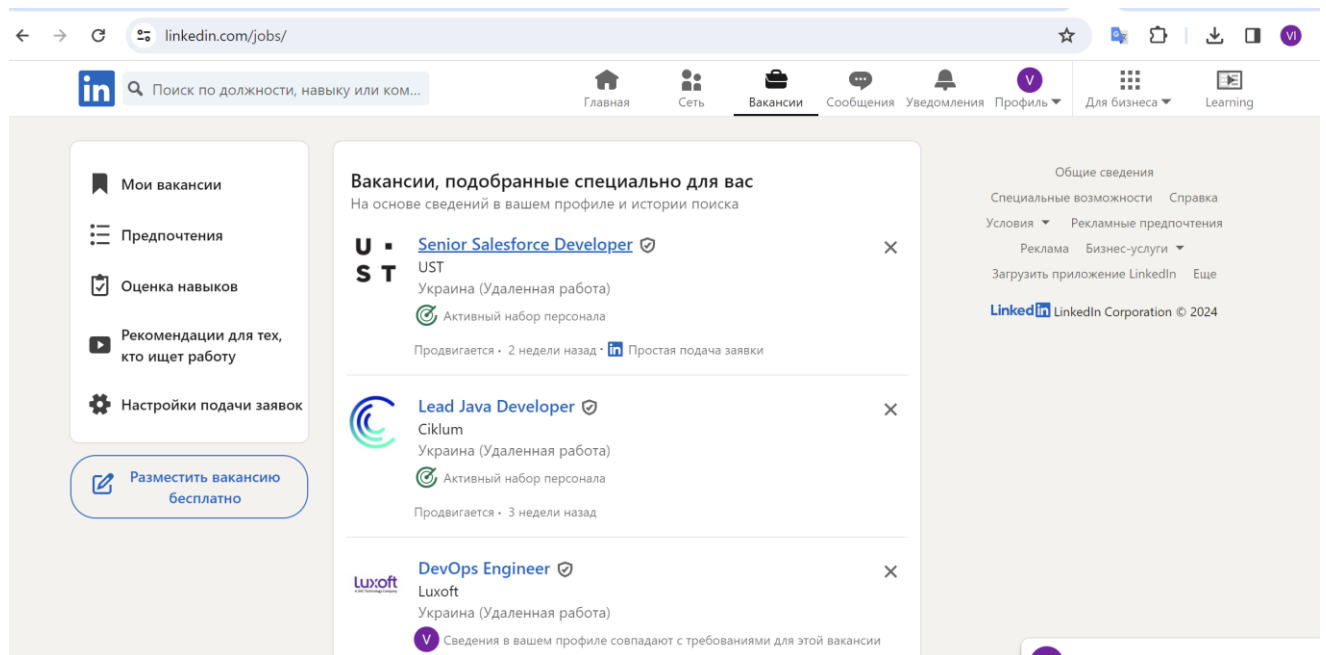 linkedin.com/jobs/
VI
in
Поиск по должности, навыку или ком...
Главная
Сеть
Вакансии
Сообщения
Уведомления
V
Профиль
Для бизнеса
Learning
Мои вакансии
Предпочтения
Оценка навыков
Рекомендации для тех,
кто ищет работу
Настройки подачи заявок
Разместить вакансию
бесплатно
Вакансии, подобранные специально для вас
На основе сведений в вашем профиле и истории поиска
U
S T
Senior Salesforce Developer
UST
Украина (Удаленная работа)
Активный набор персонала
Продвигается · 2 недели назад · in Простая подача заявки
Lead Java Developer
Ciklum
Украина (Удаленная работа)
Активный набор персонала
Продвигается · 3 недели назад
luxoft
DevOps Engineer
Luxoft
Украина (Удаленная работа)
V Сведения в вашем профиле совпадают с требованиями для этой вакансии
Общие сведения
Специальные возможности Справка
Условия Рекламные предпочтения
Реклама Бизнес-услуги
Загрузить приложение LinkedIn Еще
Linkedin LinkedIn Corporation © 2024